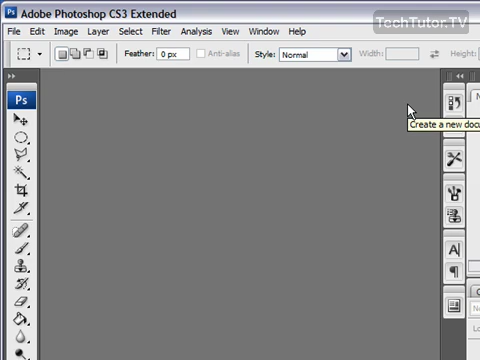 Ps Adobe Photoshop CS3 Extended
TechTutor.TV
File Edit Image Layer Select Filter Analysis View Window Help
Feather: 0 px Anti-alias Style: Normal Width: Height:
Ps
Create a new docu
A